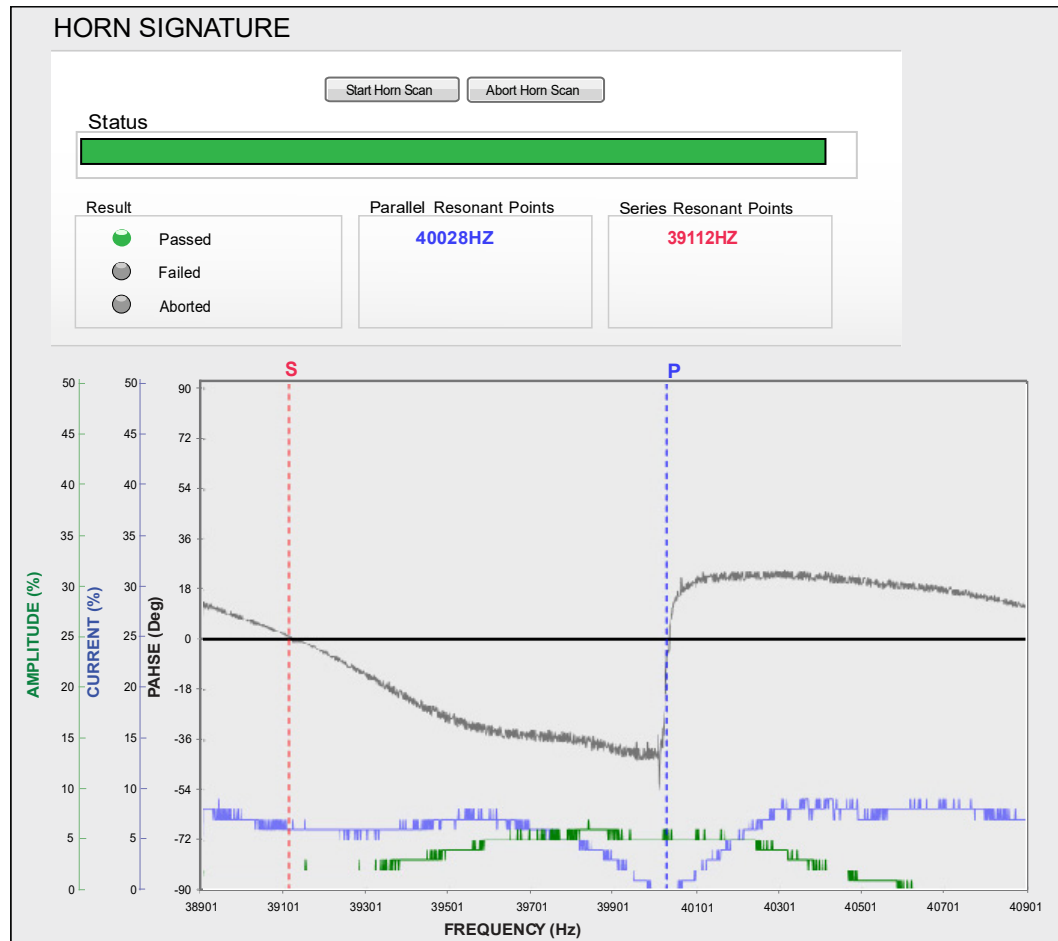 HORN SIGNATURE
Start Horn Scan Abort Horn Scan
Status
Result Parallel Resonant Points Series Resonant Points
Passed 40028HZ 39112HZ
Failed
Aborted
S P
50 50 90
45 45 72
40 40 54
35 35 36
30 30 18
25 25 0
20 20 -18
15 15 -36
10 10 -54
5 5 -72
0 0 -90
AMPLITUDE (%) CURRENT (%) PAHSE (Deg)
38901 39101 39301 39501 39701 39901 40101 40301 40501 40701 40901
FREQUENCY (Hz)